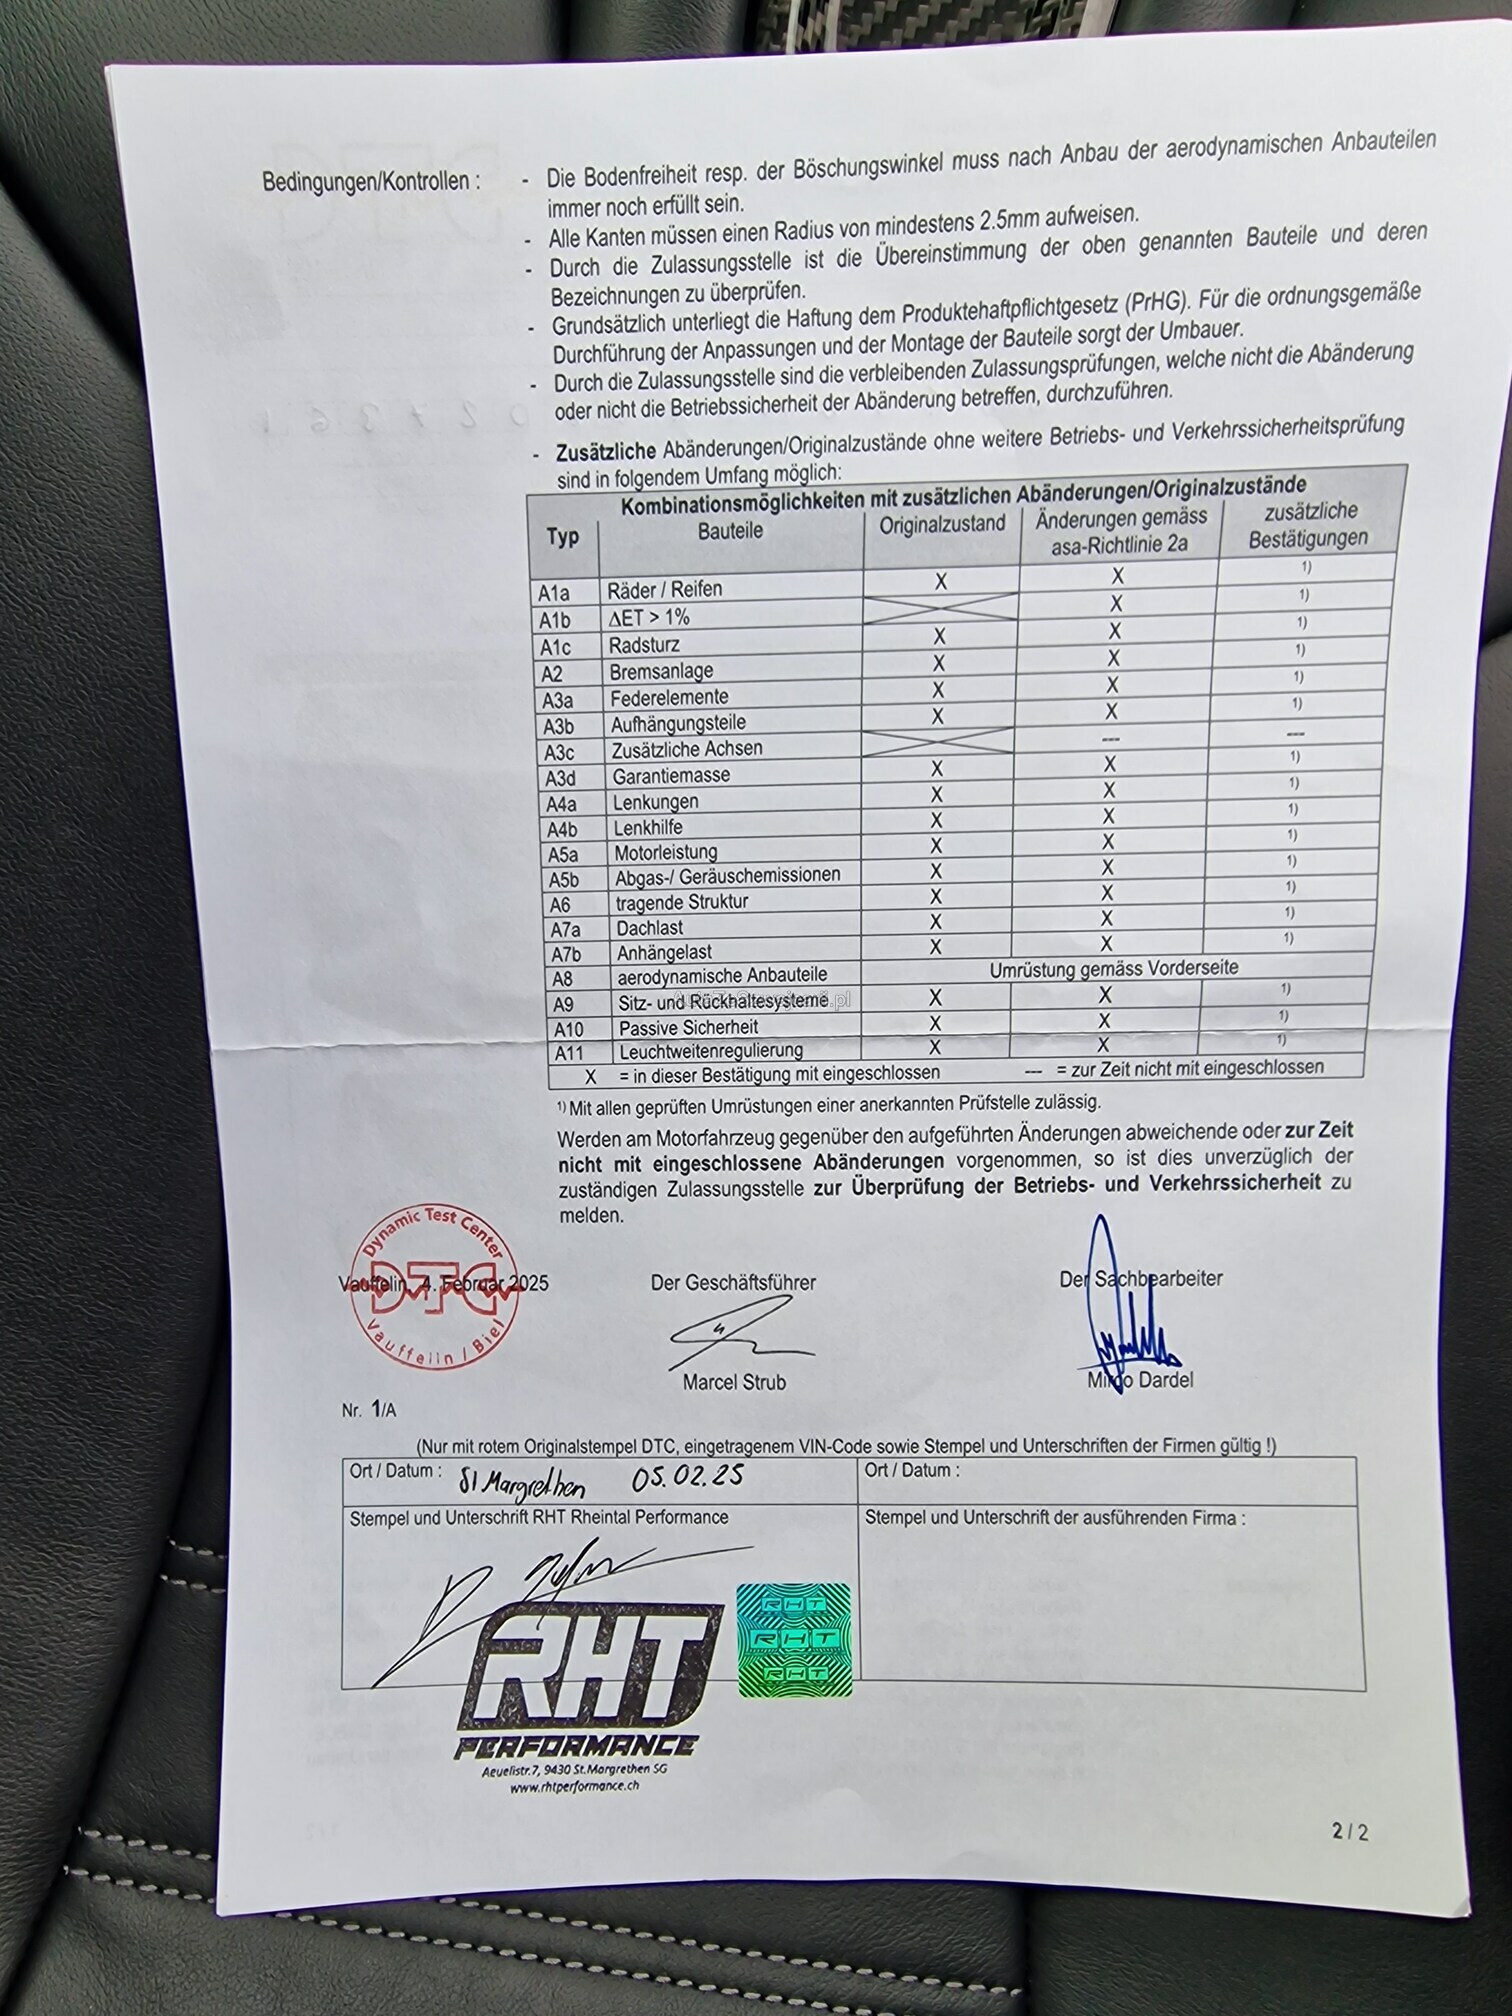 Bedingungen/Kontrollen :
- Die Bodenfreiheit resp. der Böschungswinkel muss nach Anbau der aerodynamischen Anbauteilen
immer noch erfüllt sein.
- Alle Kanten müssen einen Radius von mindestens 2.5mm aufweisen.
- Durch die Zulassungsstelle ist die Übereinstimmung der oben genannten Bauteile und deren
Bezeichnungen zu überprüfen.
- Grundsätzlich unterliegt die Haftung dem Produktehaftpflichtgesetz (PrHG). Für die ordnungsgemäße
Durchführung der Anpassungen und der Montage der Bauteile sorgt der Umbauer.
- Durch die Zulassungsstelle sind die verbleibenden Zulassungsprüfungen, welche nicht die Abänderung
oder nicht die Betriebssicherheit der Abänderung betreffen, durchzuführen.
- Zusätzliche Abänderungen/Originalzustände ohne weitere Betriebs- und Verkehrssicherheitsprüfung
sind in folgendem Umfang möglich:
Kombinationsmöglichkeiten mit zusätzlichen Abänderungen/Originalzustände
Typ Bauteile Originalzustand Änderungen gemäss asa-Richtlinie 2a zusätzliche Bestätigungen
A1a Räder / Reifen X X 1)
A1b ΔET > 1% X 1)
A1c Radsturz X X 1)
A2 Bremsanlage X X 1)
A3a Federelemente X X 1)
A3b Aufhängungsteile X X 1)
A3c Zusätzliche Achsen --- ---
A3d Garantiemasse X X 1)
A4a Lenkungen X X 1)
A4b Lenkhilfe X X 1)
A5a Motorleistung X X 1)
A5b Abgas-/ Geräuschemissionen X X 1)
A6 tragende Struktur X X 1)
A7a Dachlast X X 1)
A7b Anhängelast X X 1)
A8 aerodynamische Anbauteile Umrüstung gemäss Vorderseite
A9 Sitz- und Rückhaltesysteme X X 1)
A10 Passive Sicherheit X X 1)
A11 Leuchtweitenregulierung X X 1)
X = in dieser Bestätigung mit eingeschlossen --- = zur Zeit nicht mit eingeschlossen
1) Mit allen geprüften Umrüstungen einer anerkannten Prüfstelle zulässig.
Werden am Motorfahrzeug gegenüber den aufgeführten Änderungen abweichende oder zur Zeit
nicht mit eingeschlossene Abänderungen vorgenommen, so ist dies unverzüglich der
zuständigen Zulassungsstelle zur Überprüfung der Betriebs- und Verkehrssicherheit zu
melden.
Dynamic Test Center
DTC
Vauffelin / Biel
Vauffelin, 4. Februar 2025 Der Geschäftsführer Der Sachbearbeiter
Marcel Strub Mirco Dardel
Nr. 1/A
(Nur mit rotem Originalstempel DTC, eingetragenem VIN-Code sowie Stempel und Unterschriften der Firmen gültig !)
Ort / Datum : St Margrethen 05.02.25 Ort / Datum :
Stempel und Unterschrift RHT Rheintal Performance Stempel und Unterschrift der ausführenden Firma :
RHT
RHT
RHT
RHT
PERFORMANCE
Aeuelistr.7, 9430 St.Margrethen SG
www.rhtperformance.ch
2 / 2